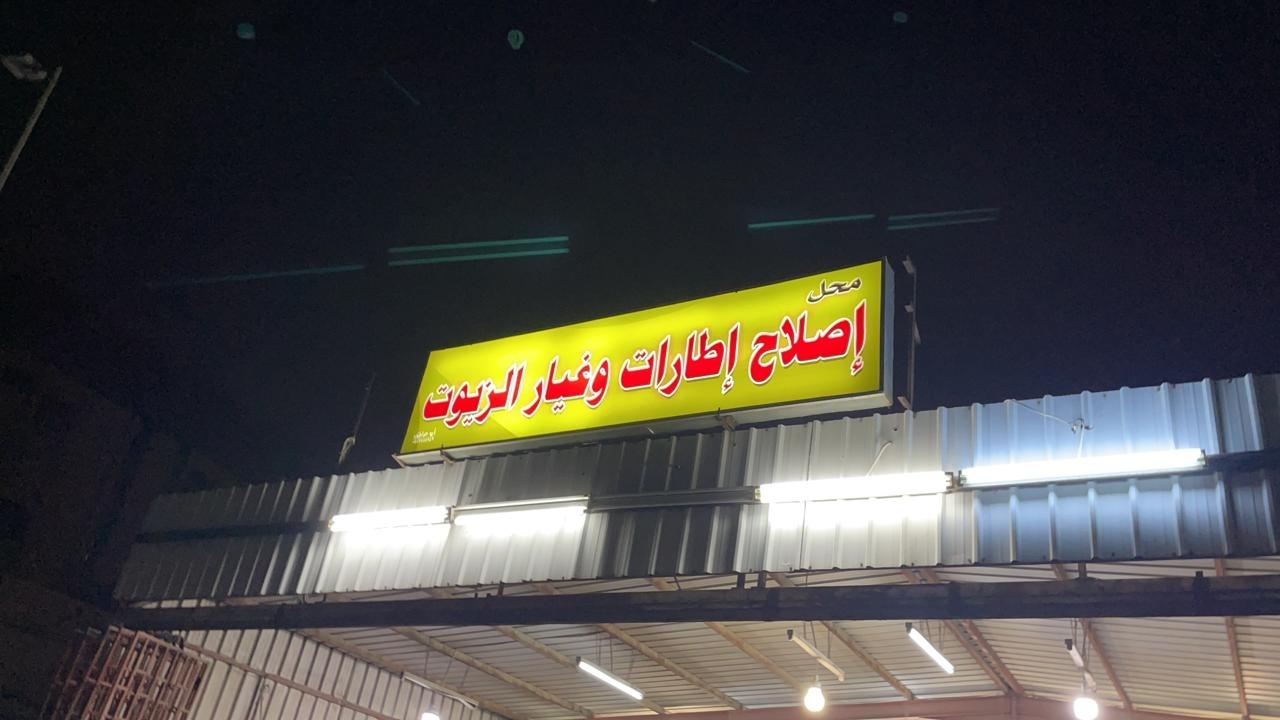 محل
إصلاح إطارات وغيار الزيوت